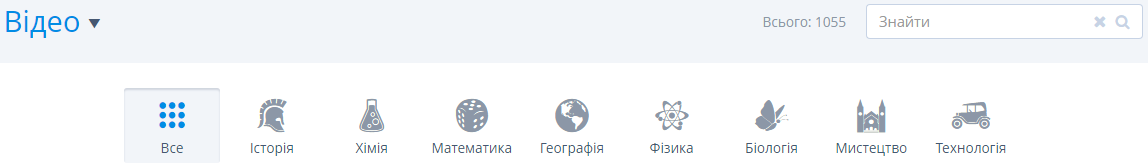 Відео
Всього: 1055
Знайти
Все
Історія
Хімія
Математика
Географія
Фізика
Біологія
Мистецтво
Технологія